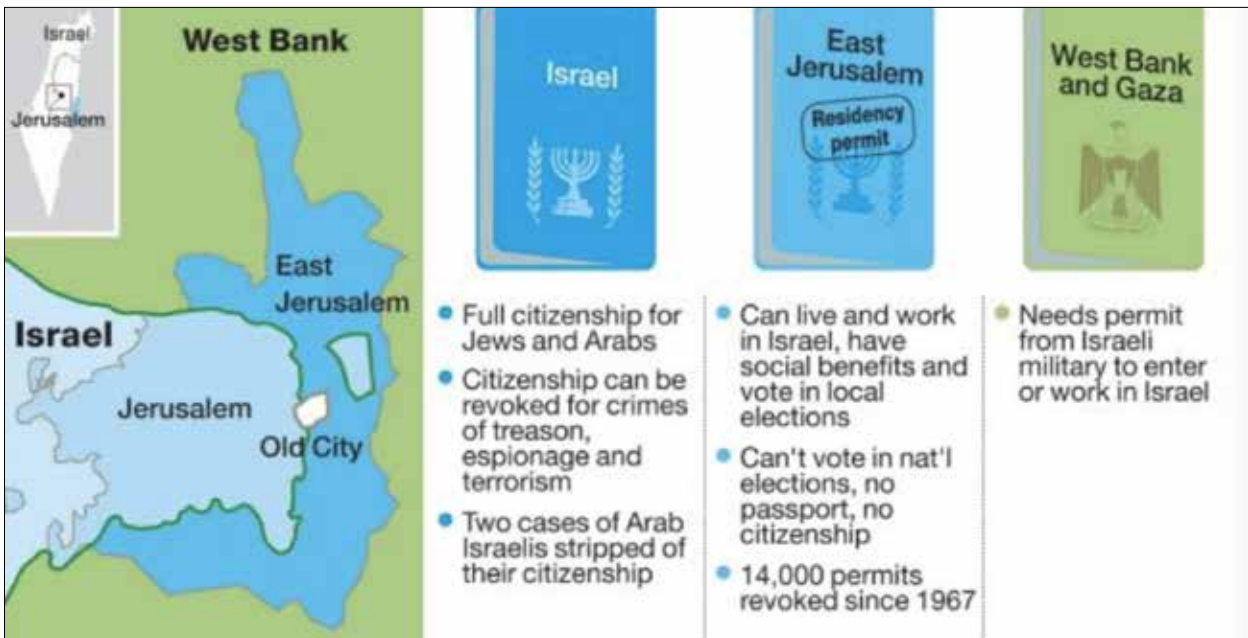 Israel
Jerusalem
West Bank
East
Jerusalem
Israel
Jerusalem
Old City
Israel
Full citizenship for
Jews and Arabs
Citizenship can be
revoked for crimes
of treason,
espionage and
terrorism
Two cases of Arab
Israelis stripped of
their citizenship
East
Jerusalem
Residency
permit
Can live and work
in Israel, have
social benefits and
vote in local
elections
Can't vote in nat'l
elections, no
passport, no
citizenship
14,000 permits
revoked since 1967
West Bank
and Gaza
Needs permit
from Israeli
military to enter
or work in Israel